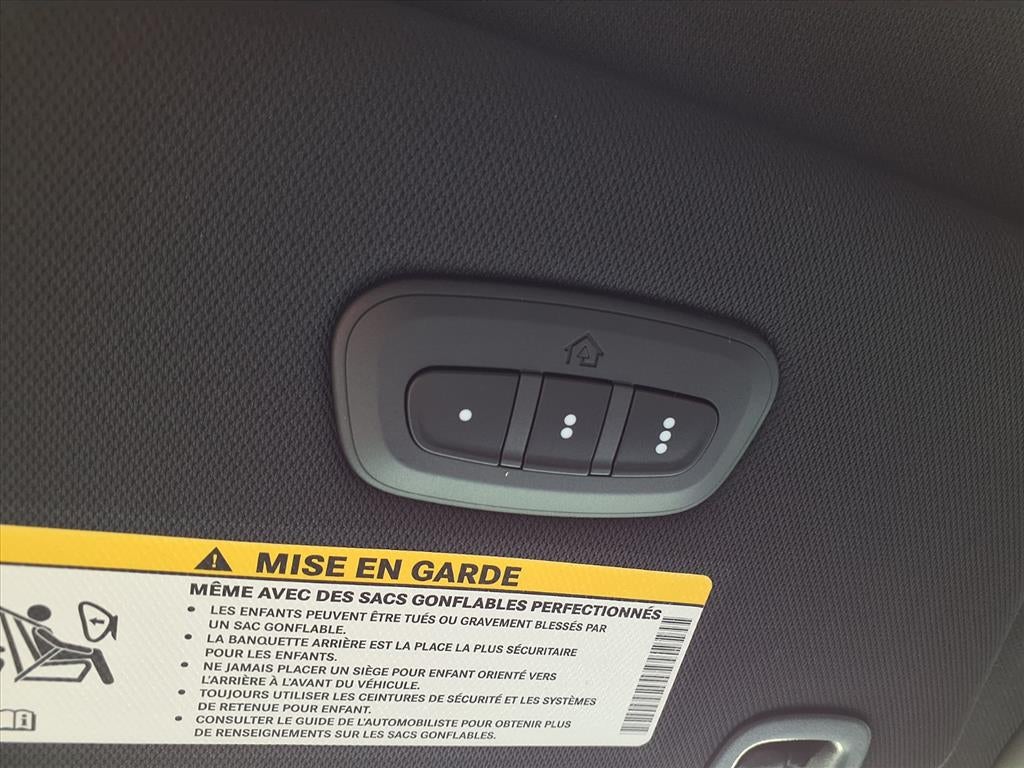 MISE EN GARDE
MÊME AVEC DES SACS GONFLABLES PERFECTIONNÉS
• LES ENFANTS PEUVENT ÊTRE TUÉS OU GRAVEMENT BLESSÉS PAR
UN SAC GONFLABLE.
• LA BANQUETTE ARRIÈRE EST LA PLACE LA PLUS SÉCURITAIRE
POUR LES ENFANTS.
• NE JAMAIS PLACER UN SIÈGE POUR ENFANT ORIENTÉ VERS
L'ARRIÈRE À L'AVANT DU VÉHICULE.
• TOUJOURS UTILISER LES CEINTURES DE SÉCURITÉ ET LES SYSTÈMES
DE RETENUE POUR ENFANT.
• CONSULTER LE GUIDE DE L'AUTOMOBILISTE POUR OBTENIR PLUS
DE RENSEIGNEMENTS SUR LES SACS GONFLABLES.